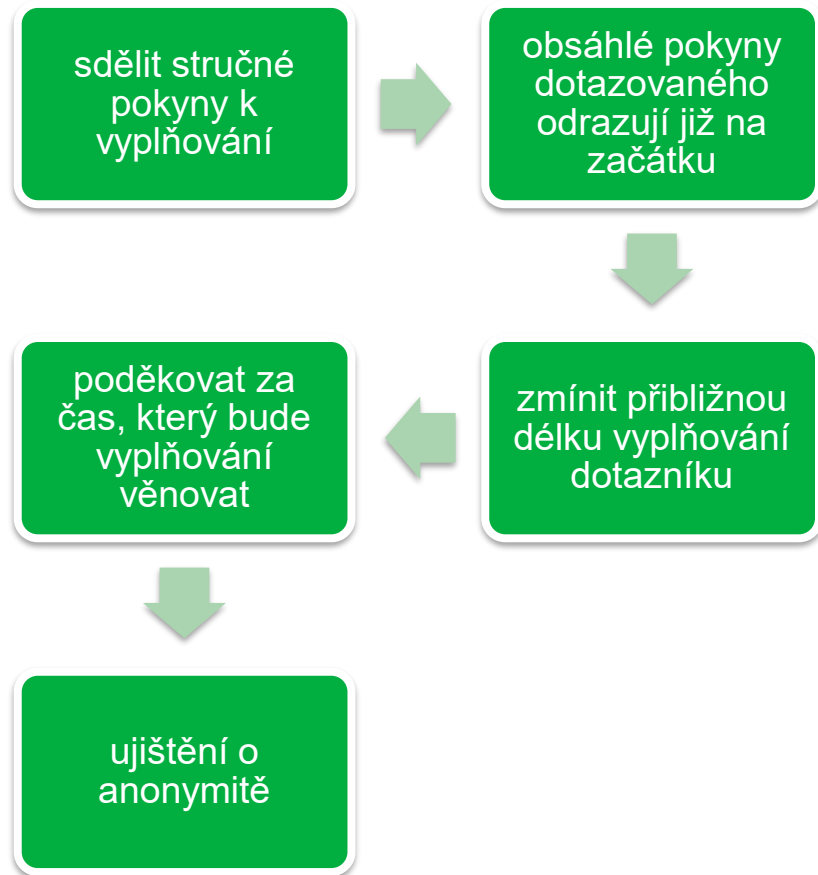 sdělit stručné
pokyny k
vyplňování
obsáhlé pokyny
dotazovaného
odrazují již na
začátku
zmínit přibližnou
délku vyplňování
dotazníku
poděkovat za
čas, který bude
vyplňování
věnovat
ujištění o
anonymitě